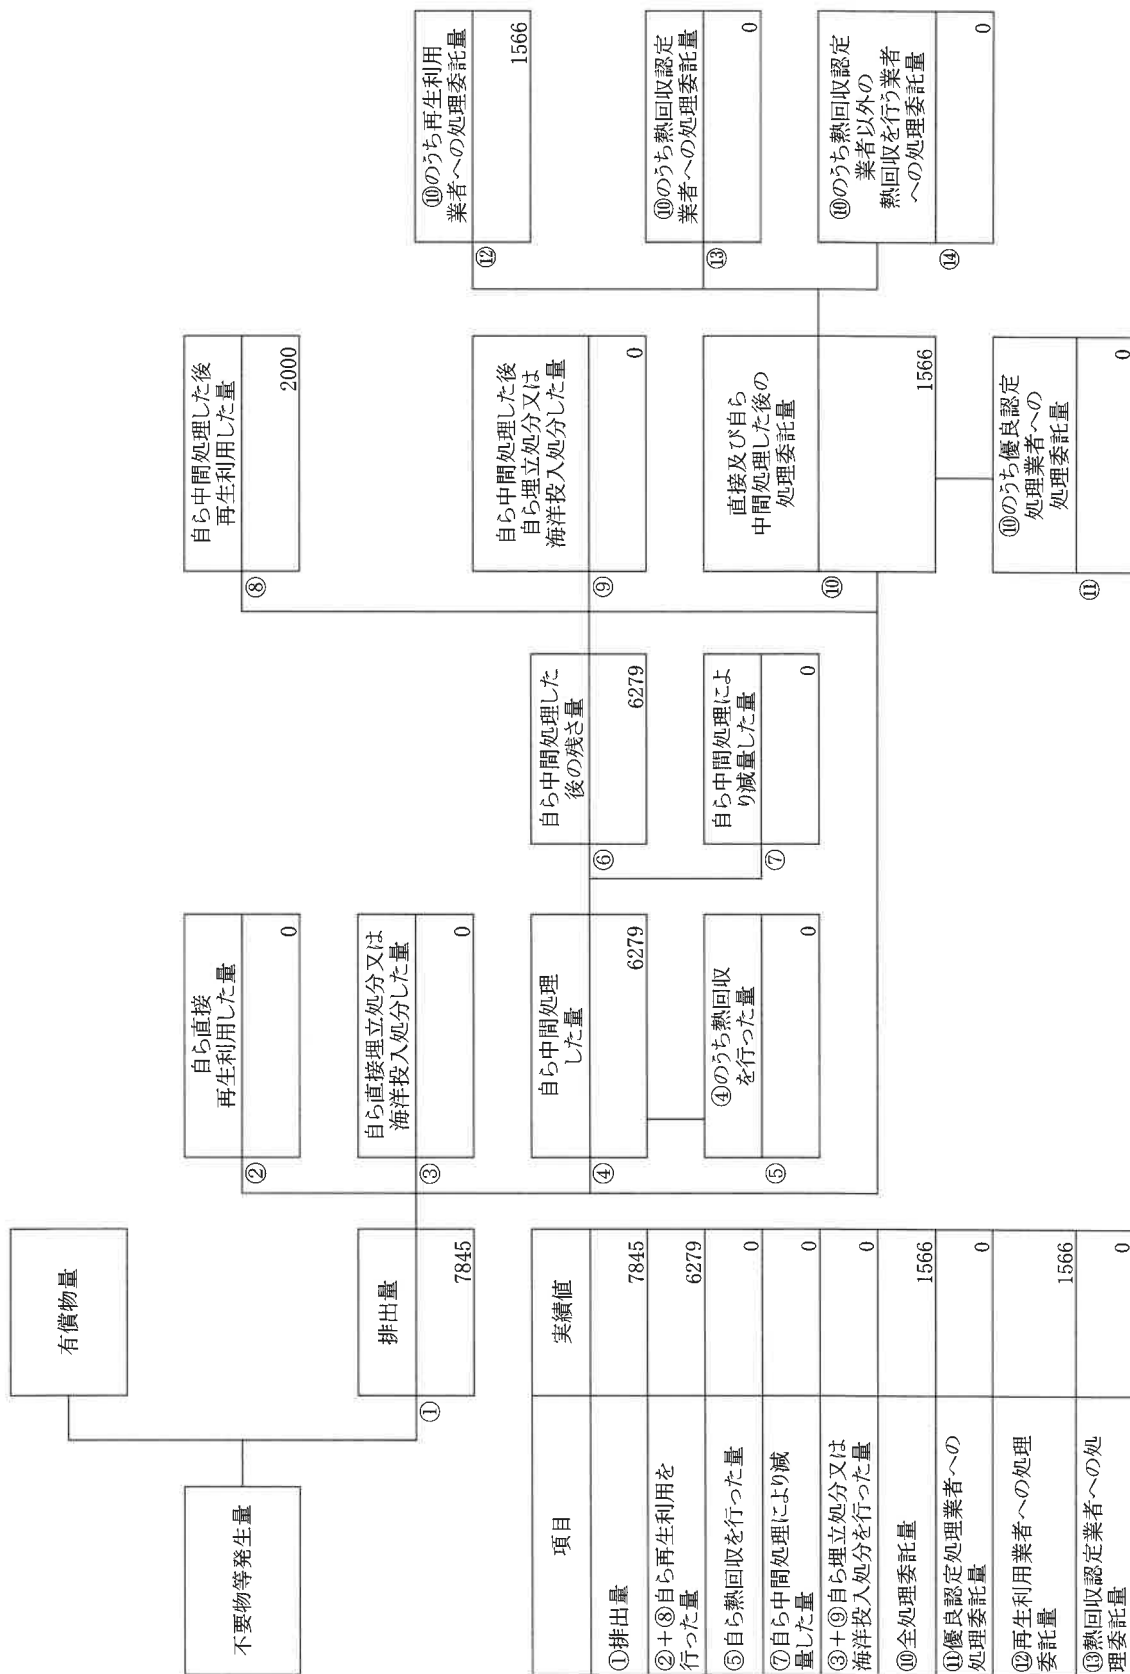 不要物等発生量
有償物量
排出量
①
7845
②
自ら直接
再生利用した量
0
③
自ら直接埋立処分又は
海洋投入処分した量
0
④
自ら中間処理
した量
6279
⑤
④のうち熱回収
を行った量
0
⑥
自ら中間処理した
後の残さ量
6279
⑦
自ら中間処理によ
り減量した量
0
⑧
自ら中間処理した後
再生利用した量
2000
⑨
自ら中間処理した後
自ら埋立処分又は
海洋投入処分した量
0
⑩
直接及び自ら
中間処理した後の
処理委託量
1566
⑪
⑩のうち優良認定
処理業者への
処理委託量
0
⑫
⑩のうち再生利用
業者への処理委託量
1566
⑬
⑩のうち熱回収認定
業者への処理委託量
0
⑭
⑩のうち熱回収認定
業者以外の
熱回収を行う業者
への処理委託量
0
項目 実績値
①排出量 7845
②+⑧自ら再生利用を
行った量 6279
⑤自ら熱回収を行った量 0
⑦自ら中間処理により減
量した量 0
③+⑨自ら埋立処分又は
海洋投入処分を行った量 0
⑩全処理委託量 1566
⑪優良認定処理業者への
処理委託量 0
⑫再生利用業者への処理
委託量 1566
⑬熱回収認定業者への処
理委託量 0